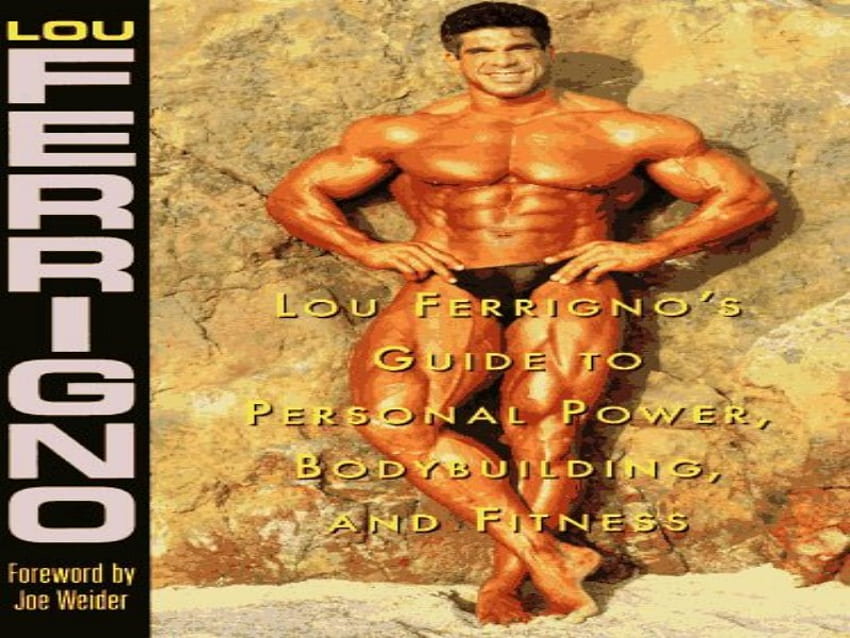 LOU
FERRIGNO
Foreword by
Joe Weider
LOU FERRIGNO'S
GUIDE TO
PERSONAL POWER,
BODYBUILDING,
AND FITNESS